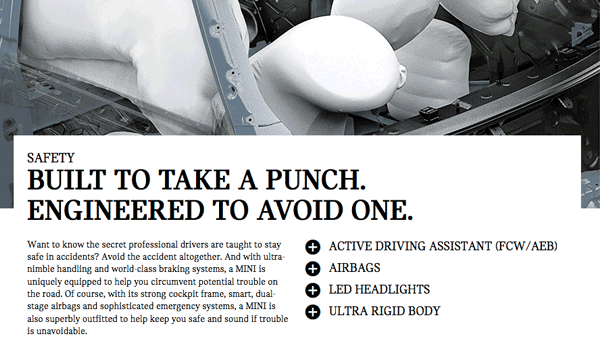 SAFETY
BUILT TO TAKE A PUNCH.
ENGINEERED TO AVOID ONE.
Want to know the secret professional drivers are taught to stay
safe in accidents? Avoid the accident altogether. And with ultra-
nimble handling and world-class braking systems, a MINI is
uniquely equipped to help you circumvent potential trouble on
the road. Of course, with its strong cockpit frame, smart, dual-
stage airbags and sophisticated emergency systems, a MINI is
also superbly outfitted to help keep you safe and sound if trouble
is unavoidable.
ACTIVE DRIVING ASSISTANT (FCW/AEB)
AIRBAGS
LED HEADLIGHTS
ULTRA RIGID BODY